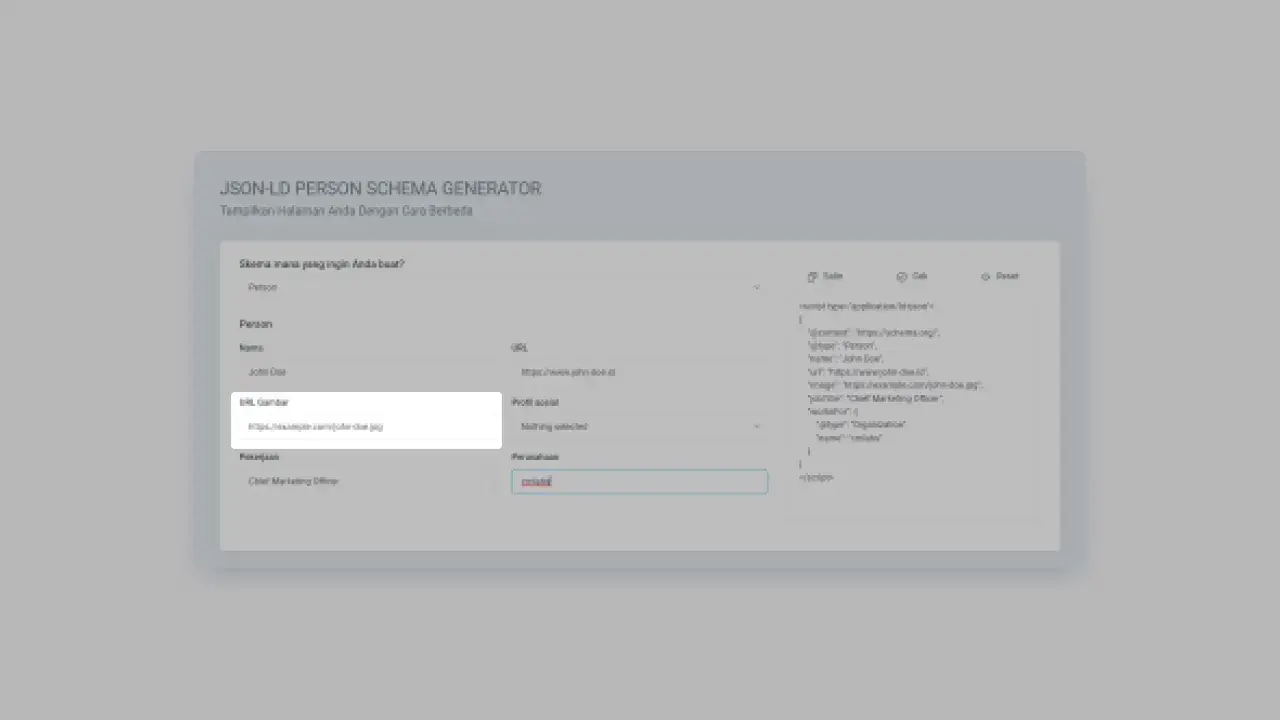 JSON-LD PERSON SCHEMA GENERATOR
Tampilkan Halaman Anda Dengan Cara Berbeda
Skema mana yang ingin Anda buat?
Person
Person
Nama
URL
John Doe
https://www.john-doe.id
URL Gambar
Profil sosial
https://example.com/john-doe.jpg
Nothing selected
Pekerjaan
Perusahaan
Chief Marketing Officer
cmlabs
Salin
Cek
Reset
<script type="application/ld+json">
{
"@context": "https://schema.org/",
"@type": "Person",
"name": "John Doe",
"url": "https://www.john-doe.id",
"image": "https://example.com/john-doe.jpg",
"jobTitle": "Chief Marketing Officer",
"worksFor": {
"@type": "Organization"
"name": "cmlabs"
}
}
</script>